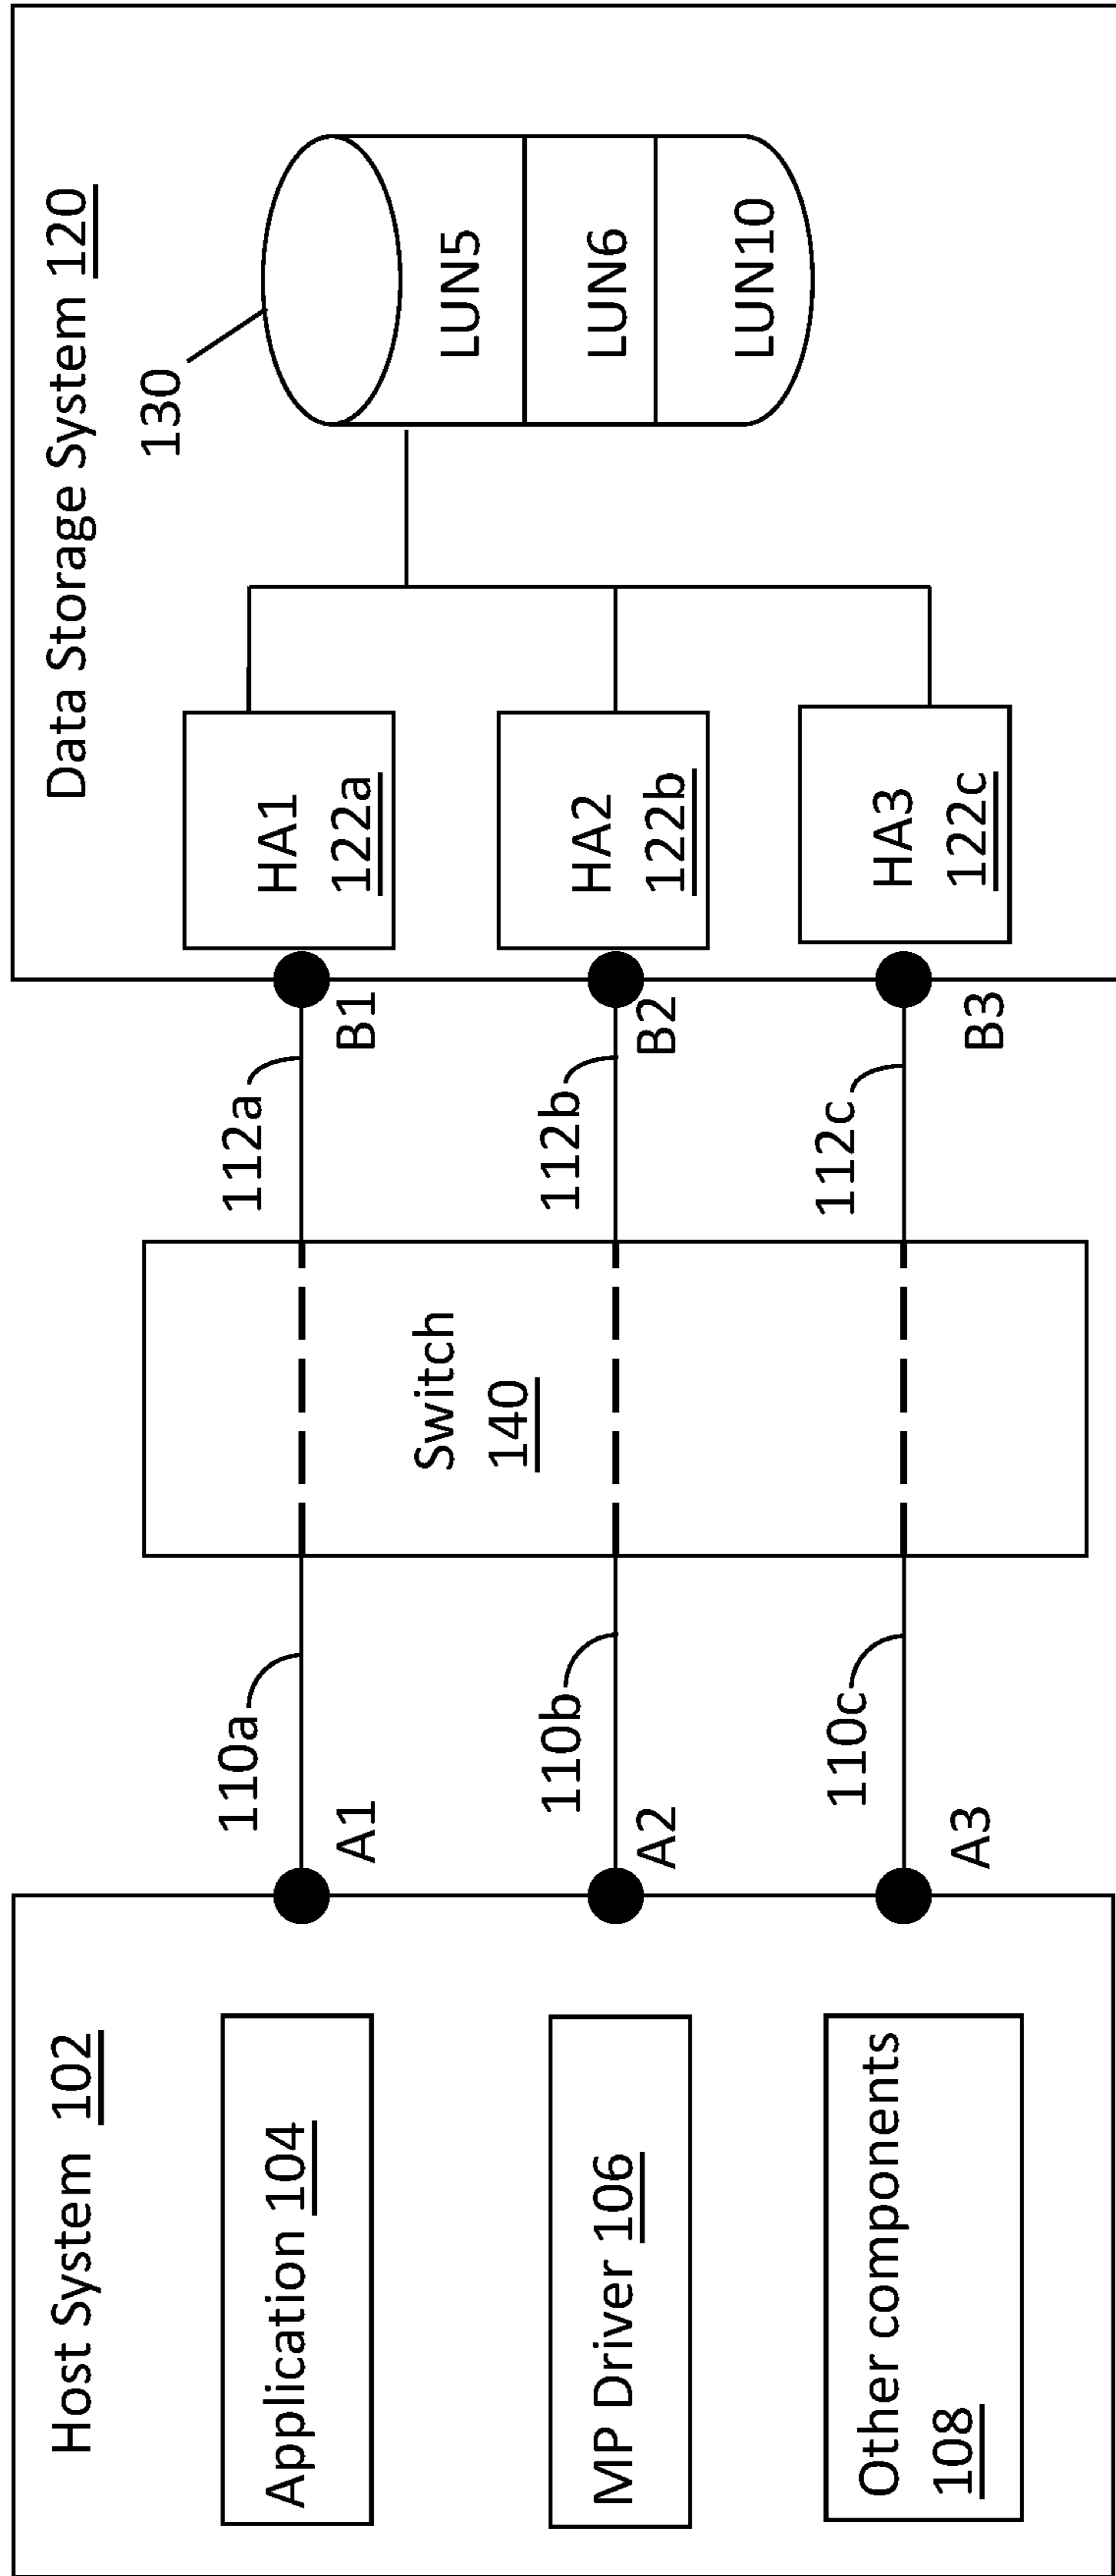 Host System 102
Application 104
MP Driver 106
Other components
108
A1
A2
A3
110a
110b
110c
Switch
140
112a
112b
112c
B1
B2
B3
Data Storage System 120
HA1
122a
HA2
122b
HA3
122c
130
LUN5
LUN6
LUN10